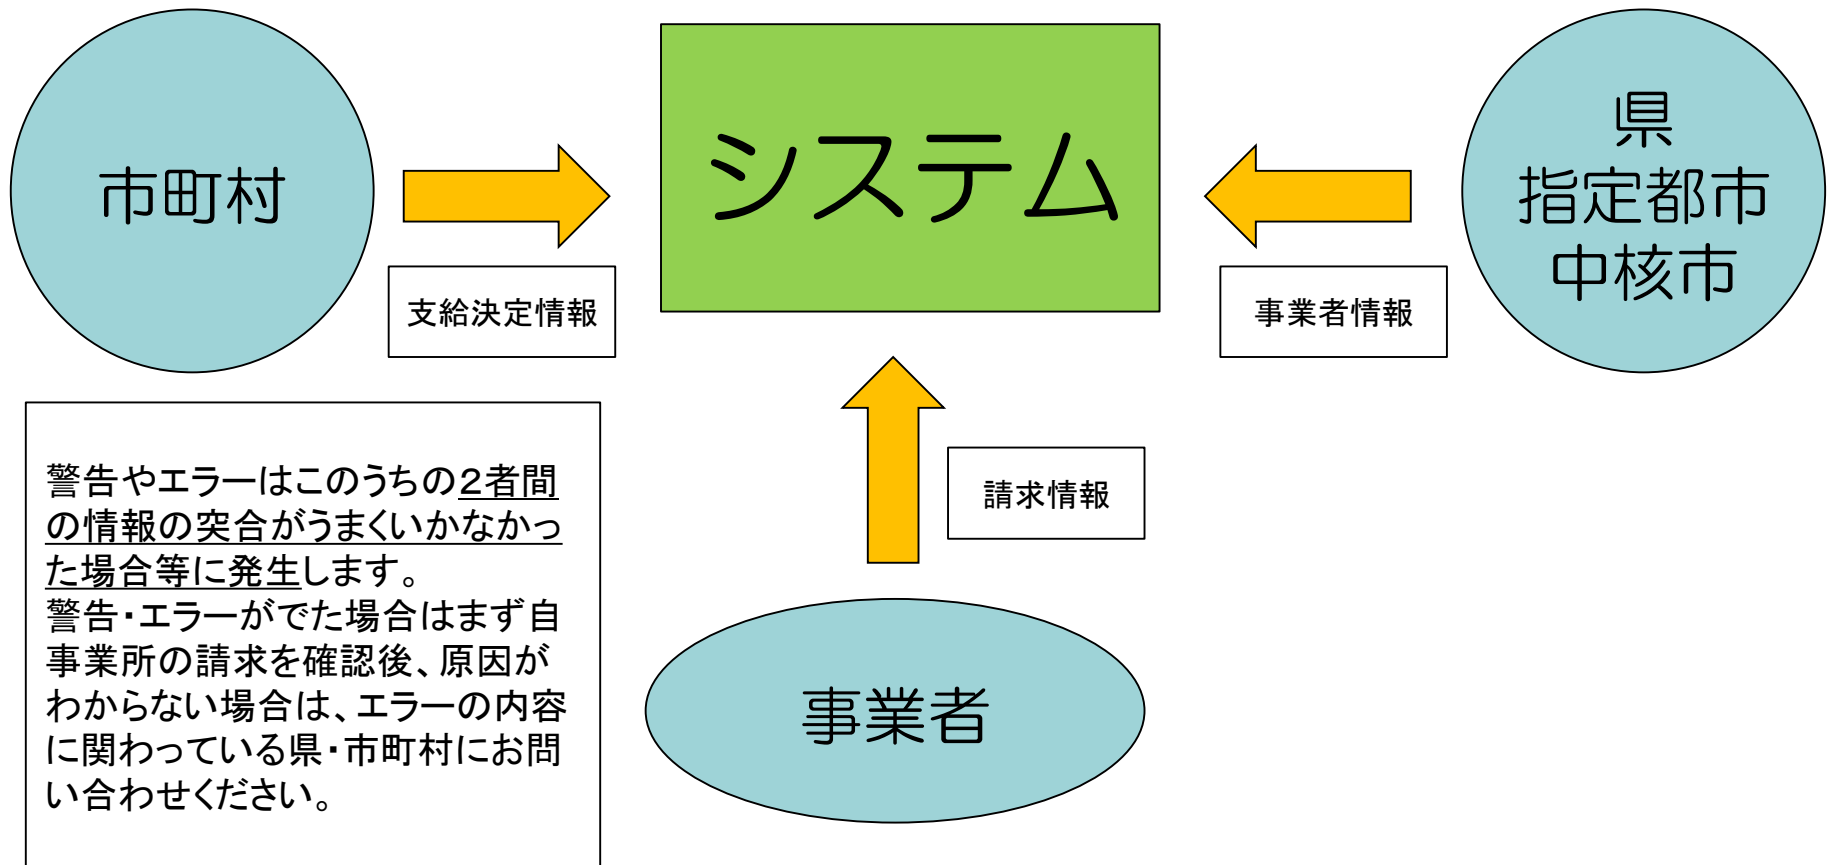 市町村
システム
県
指定都市
中核市
支給決定情報
事業者情報
警告やエラーはこのうちの２者間
の情報の突合がうまくいかなかっ
た場合等に発生します。
警告・エラーがでた場合はまず自
事業所の請求を確認後、原因が
わからない場合は、エラーの内容
に関わっている県・市町村にお問
い合わせください。
請求情報
事業者